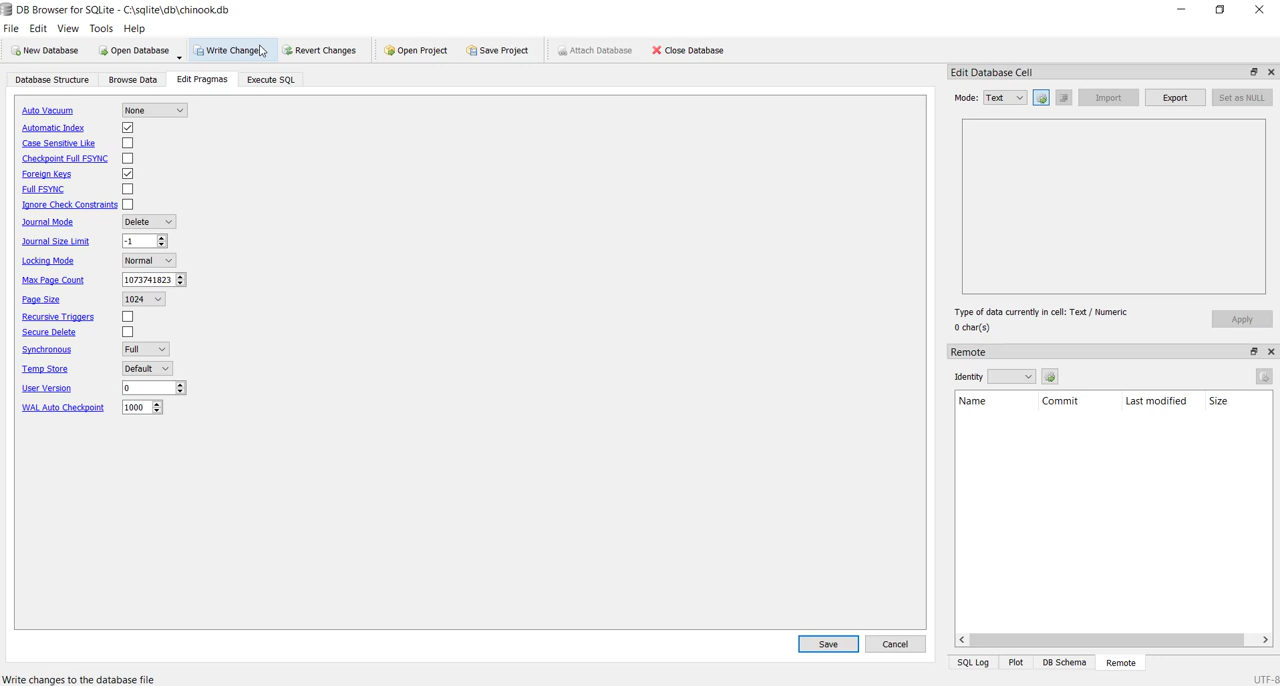 DB Browser for SQLite - C:\sqlite\db\chinook.db
File Edit View Tools Help
New Database Open Database Write Changes Revert Changes Open Project Save Project Attach Database Close Database
Database Structure Browse Data Edit Pragmas Execute SQL
Auto Vacuum None
Automatic Index
Case Sensitive Like
Checkpoint Full FSYNC
Foreign Keys
Full FSYNC
Ignore Check Constraints
Journal Mode Delete
Journal Size Limit -1
Locking Mode Normal
Max Page Count 1073741823
Page Size 1024
Recursive Triggers
Secure Delete
Synchronous Full
Temp Store Default
User Version 0
WAL Auto Checkpoint 1000
Save Cancel
Edit Database Cell
Mode: Text Import Export Set as NULL
Type of data currently in cell: Text / Numeric
0 char(s)
Apply
Remote
Identity
Name Commit Last modified Size
SQL Log Plot DB Schema Remote
Write changes to the database file
UTF-8